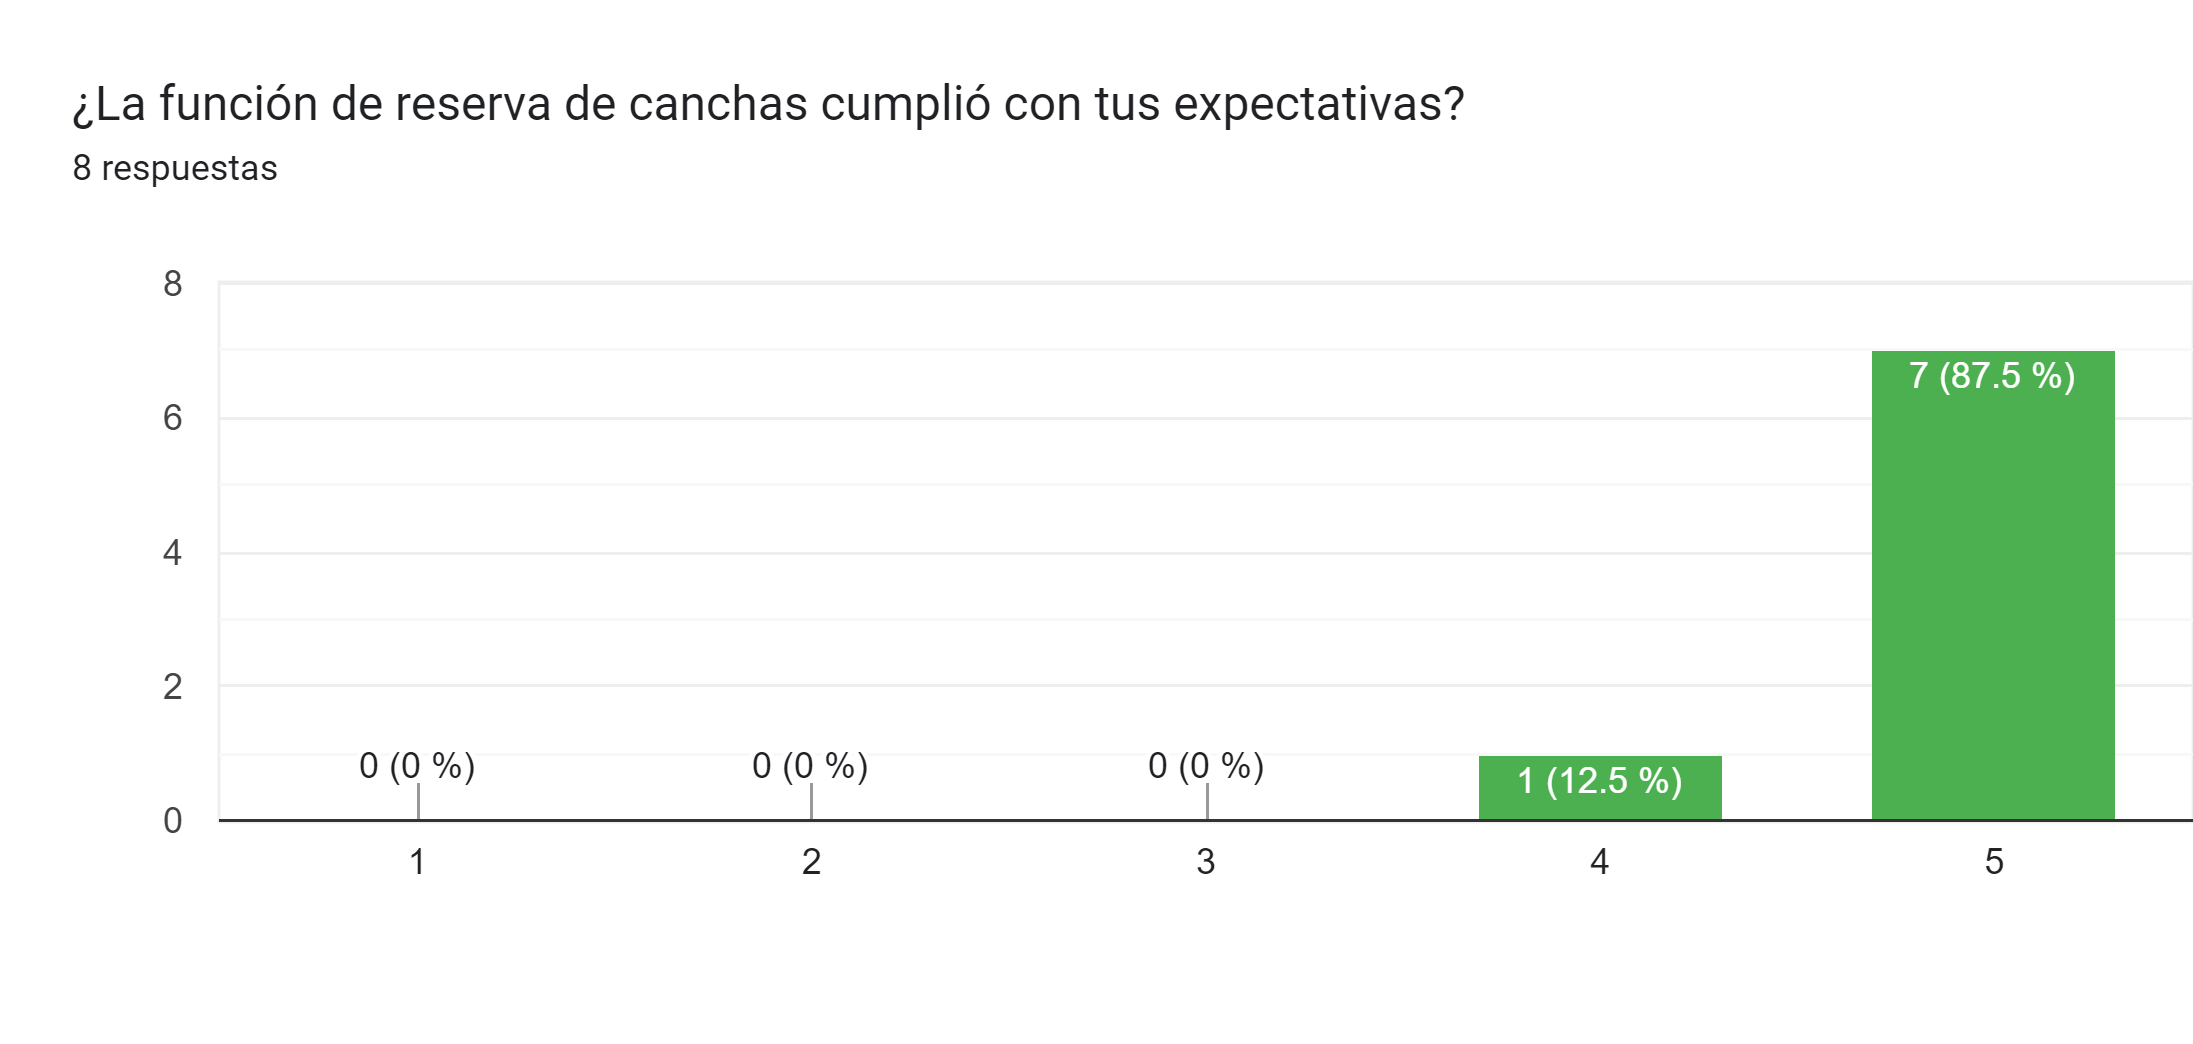 ¿La función de reserva de canchas cumplió con tus expectativas?
8 respuestas
8
6
4
2
0
0 (0 %)
0 (0 %)
0 (0 %)
1 (12.5 %)
7 (87.5 %)
1
2
3
4
5